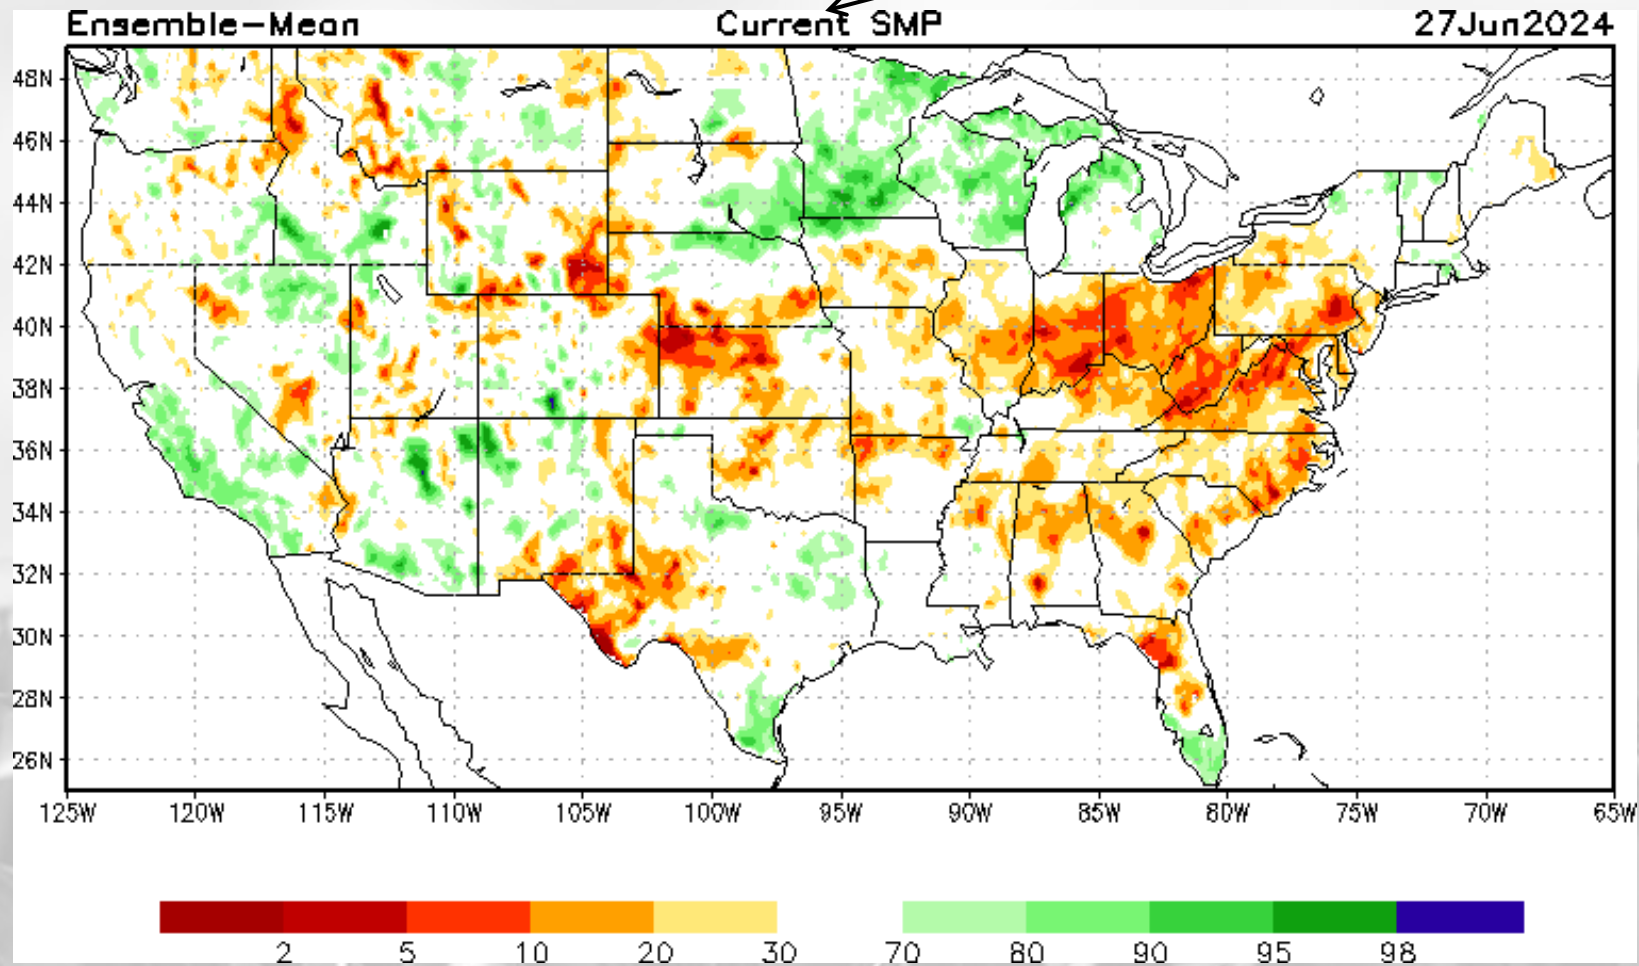 Ensemble-Mean Current SMP 27Jun2024
48N
46N
44N
42N
40N
38N
36N
34N
32N
30N
28N
26N
125W 120W 115W 110W 105W 100W 95W 90W 85W 80W 75W 70W 65W
2 5 10 20 30 70 80 90 95 98